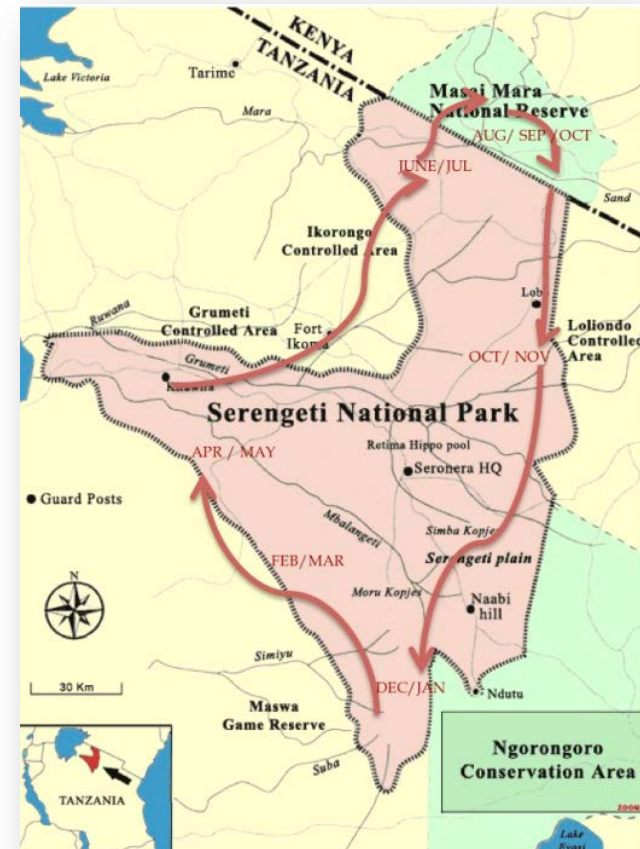 KENYA
TANZANIA
Lake Victoria
Tarime
Mara
Masai Mara
National Reserve
AUG/ SEP/OCT
JUNE/JUL
Sand
Ikorongo
Controlled Area
Ruwana
Grumeti
Controlled Area
Fort
Ikoma
Lobo
Loliondo
Controlled
Area
OCT/ NOV
Grumeti
Serengeti National Park
Retima Hippo pool
Seronera HQ
APR / MAY
Guard Posts
Mbalangeti
Simba Kopjes
Serengeti plain
FEB/MAR
Moru Kopjes
Naabi
hill
N
Simiyu
30 Km
DEC/JAN
Ndutu
Maswa
Game Reserve
Suba
Ngorongoro
Conservation Area
TANZANIA
ZOOM
Lake